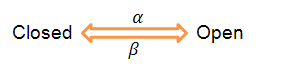 α
Closed Open
β